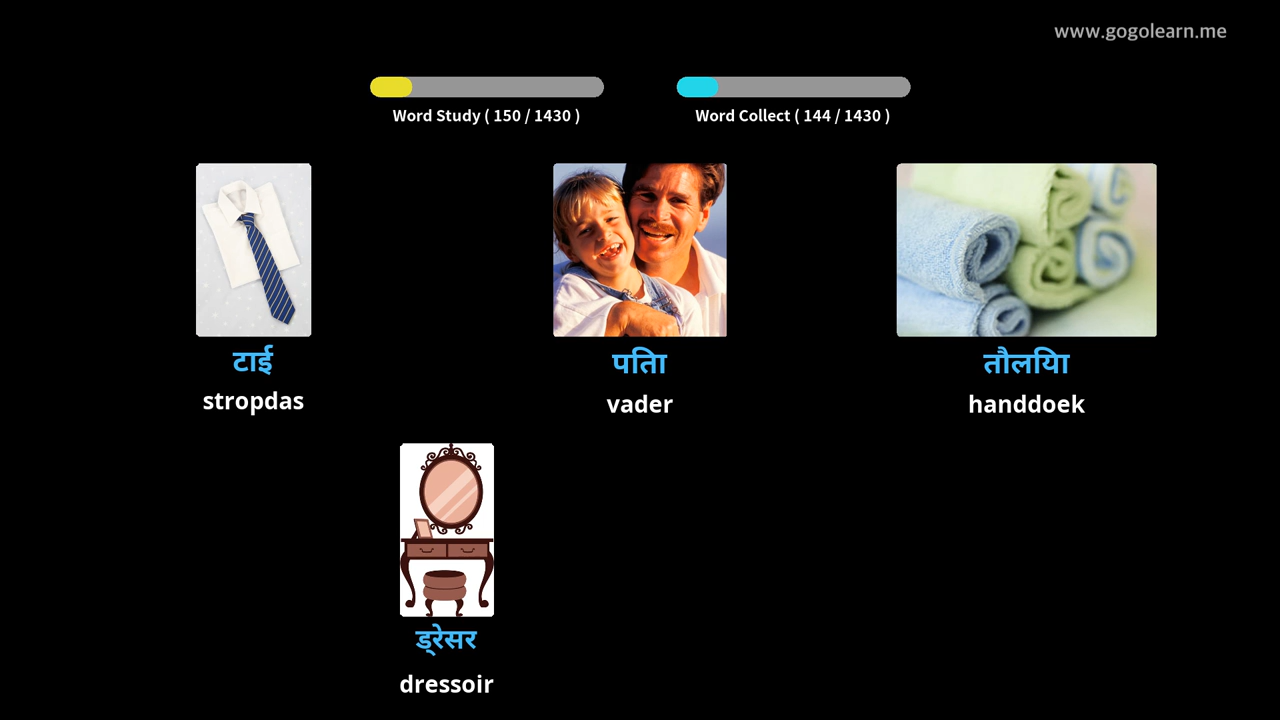 www.gogolearn.me
Word Study ( 150 / 1430 )
Word Collect ( 144 / 1430 )
टाई
पिता
तौलिया
stropdas
vader
handdoek
ड्रेसर
dressoir